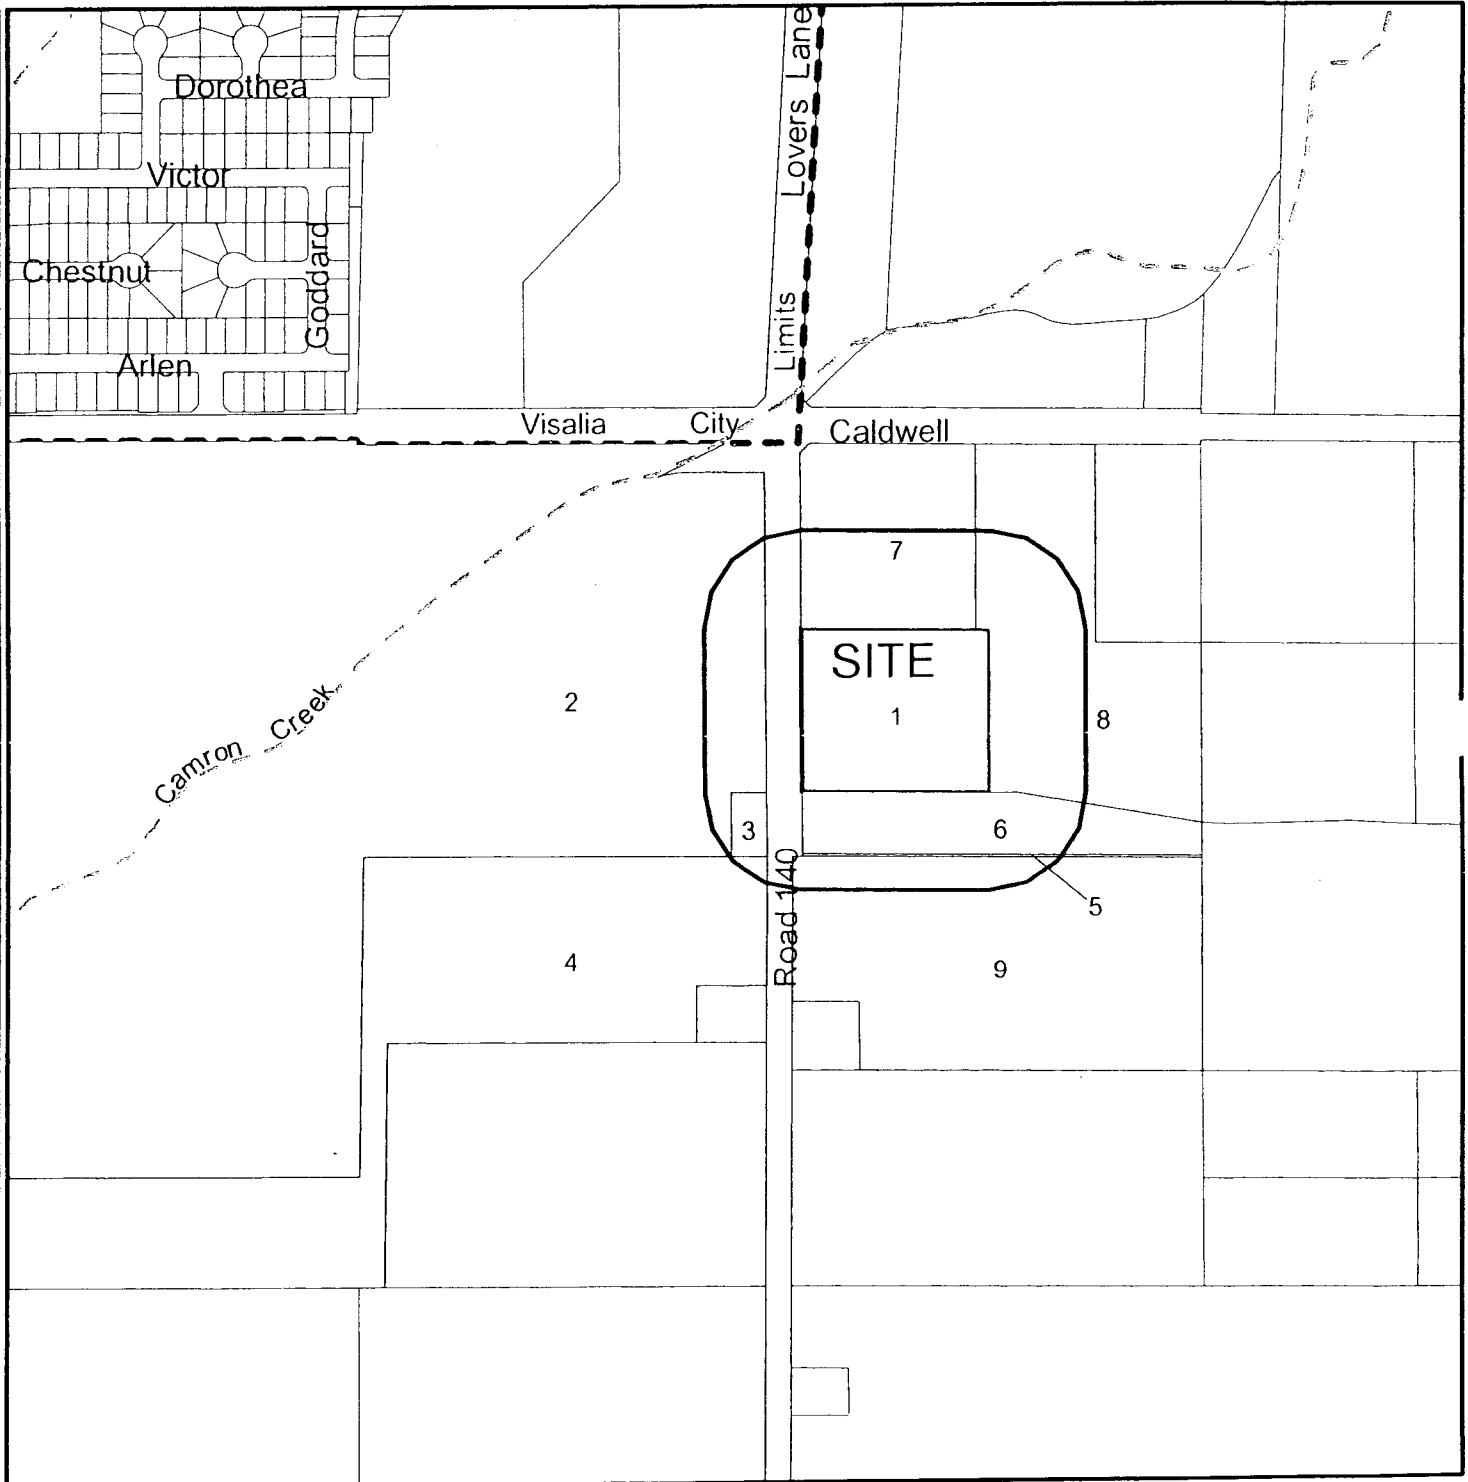 Dorothea
Victor
Chestnut
Goddard
Arlen
Lovers Lane
Limits
Visalia City
Caldwell
7
SITE
1
2
8
Camron Creek
3
6
5
Road 140
4
9